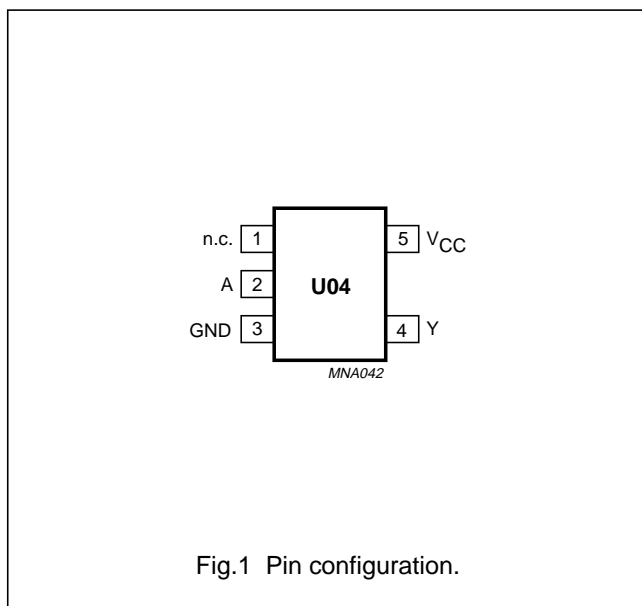 n.c. 1
A 2
GND 3
U04
5 VCC
4 Y
MNA042
Fig.1 Pin configuration.